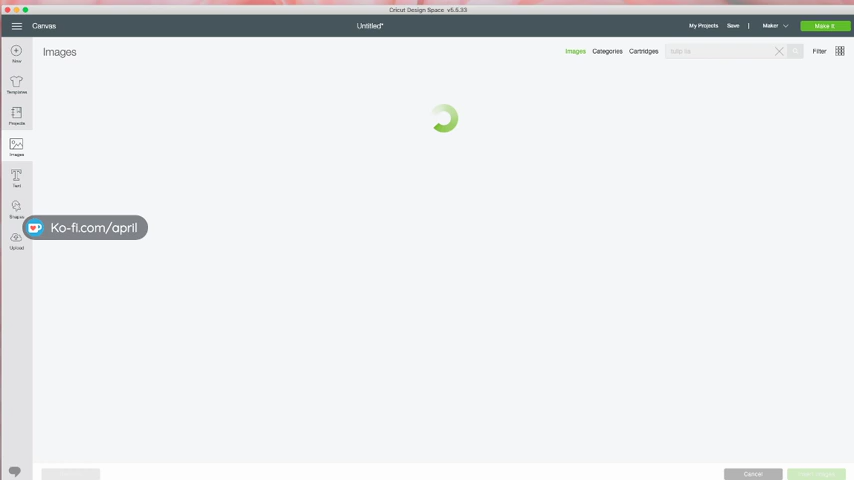 Cricut Design Space v5.5.33
Canvas
Untitled*
My Projects
Save
|
Maker
Make It
New
Images
Images
Categories
Cartridges
Filter
Templates
Projects
Images
Text
Shapes
Ko-fi.com/april
Upload
Cancel